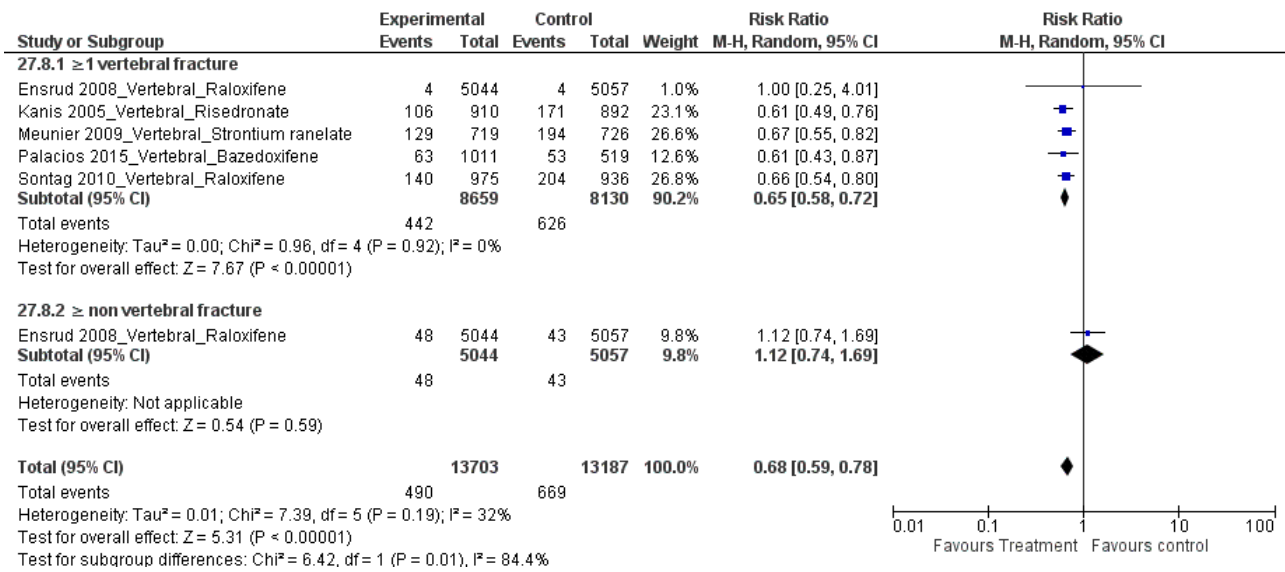 Experimental Control Risk Ratio Risk Ratio
Study or Subgroup Events Total Events Total Weight M-H, Random, 95% CI M-H, Random, 95% CI
27.8.1 ≥1 vertebral fracture
Ensrud 2008_Vertebral_Raloxifene 4 5044 4 5057 1.0% 1.00 [0.25, 4.01]
Kanis 2005_Vertebral_Risedronate 106 910 171 892 23.1% 0.61 [0.49, 0.76]
Meunier 2009_Vertebral_Strontium ranelate 129 719 194 726 26.6% 0.67 [0.55, 0.82]
Palacios 2015_Vertebral_Bazedoxifene 63 1011 53 519 12.6% 0.61 [0.43, 0.87]
Sontag 2010_Vertebral_Raloxifene 140 975 204 936 26.8% 0.66 [0.54, 0.80]
Subtotal (95% CI) 8659 8130 90.2% 0.65 [0.58, 0.72]
Total events 442 626
Heterogeneity: Tau² = 0.00; Chi² = 0.96, df = 4 (P = 0.92); I² = 0%
Test for overall effect: Z = 7.67 (P < 0.00001)
27.8.2 ≥ non vertebral fracture
Ensrud 2008_Vertebral_Raloxifene 48 5044 43 5057 9.8% 1.12 [0.74, 1.69]
Subtotal (95% CI) 5044 5057 9.8% 1.12 [0.74, 1.69]
Total events 48 43
Heterogeneity: Not applicable
Test for overall effect: Z = 0.54 (P = 0.59)
Total (95% CI) 13703 13187 100.0% 0.68 [0.59, 0.78]
Total events 490 669
Heterogeneity: Tau² = 0.01; Chi² = 7.39, df = 5 (P = 0.19); I² = 32%
Test for overall effect: Z = 5.31 (P < 0.00001)
Test for subgroup differences: Chi² = 6.42, df = 1 (P = 0.01), I² = 84.4%
0.01 0.1 1 10 100
Favours Treatment Favours control